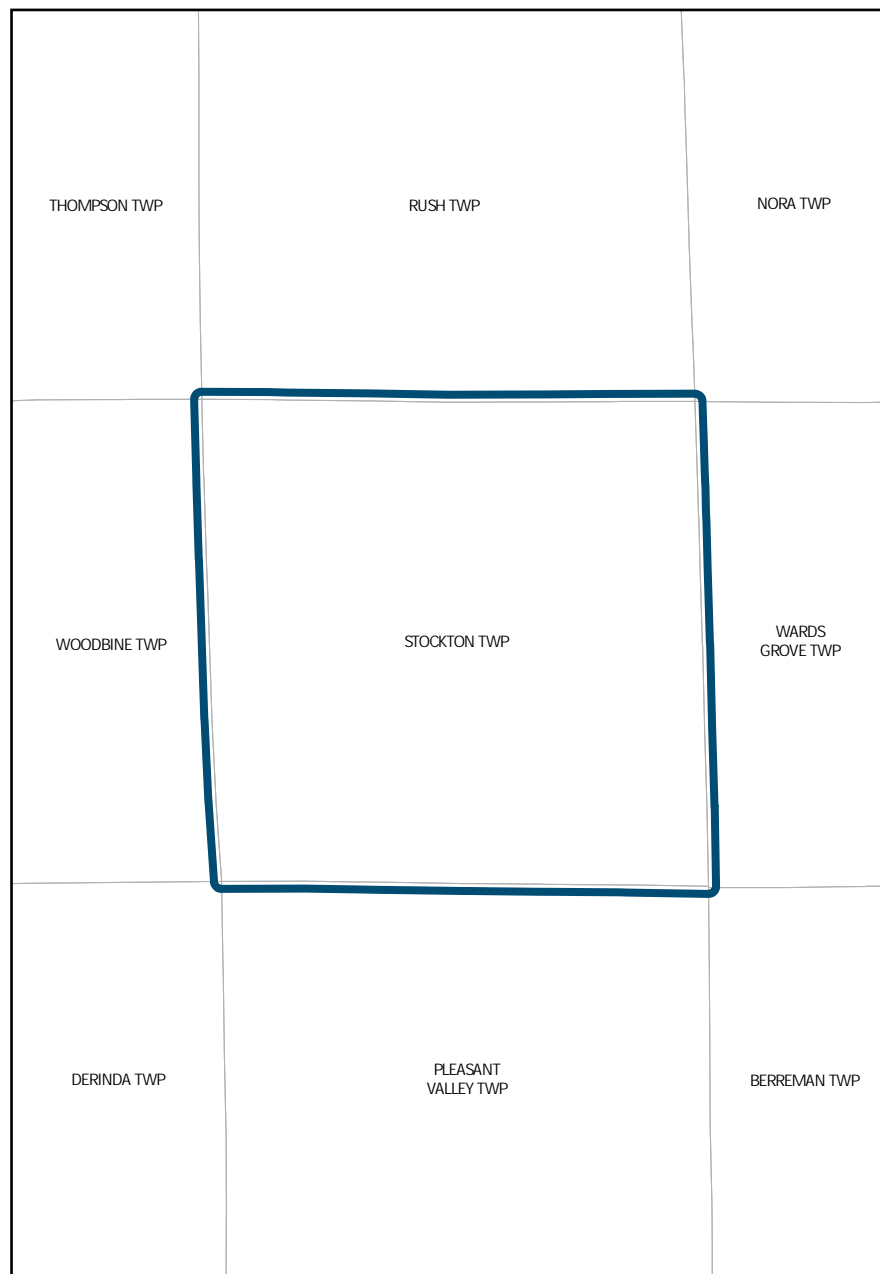 THOMPSON TWP
RUSH TWP
NORA TWP
WOODBINE TWP
STOCKTON TWP
WARDS
GROVE TWP
DERINDA TWP
PLEASANT
VALLEY TWP
BERREMAN TWP